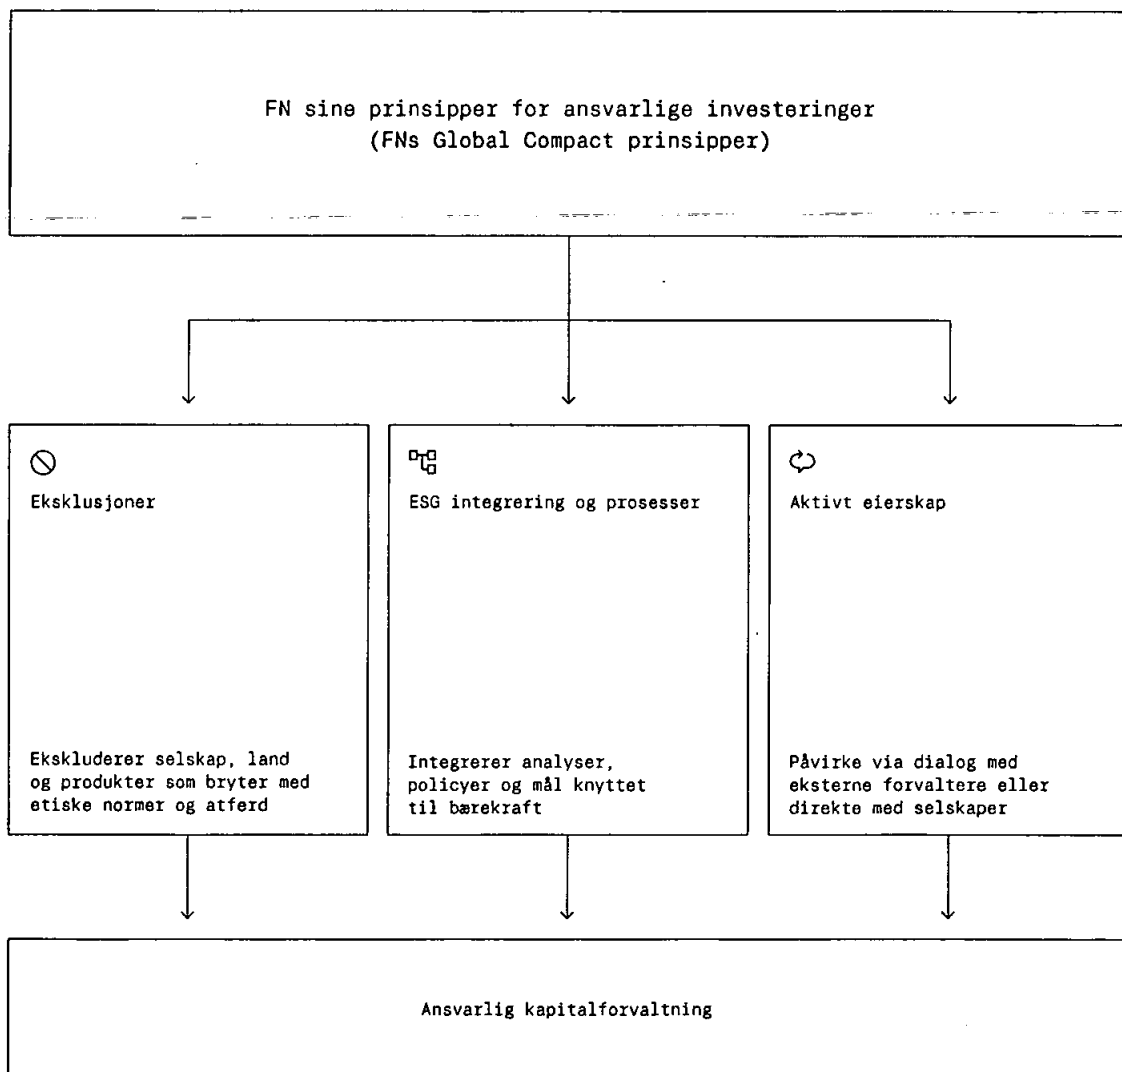 FN sine prinsipper for ansvarlige investeringer
(FNs Global Compact prinsipper)
Eksklusjoner
Ekskluderer selskap, land
og produkter som bryter med
etiske normer og atferd
ESG integrering og prosesser
Integrerer analyser,
policyer og mål knyttet
til bærekraft
Aktivt eierskap
Påvirke via dialog med
eksterne forvaltere eller
direkte med selskaper
Ansvarlig kapitalforvaltning